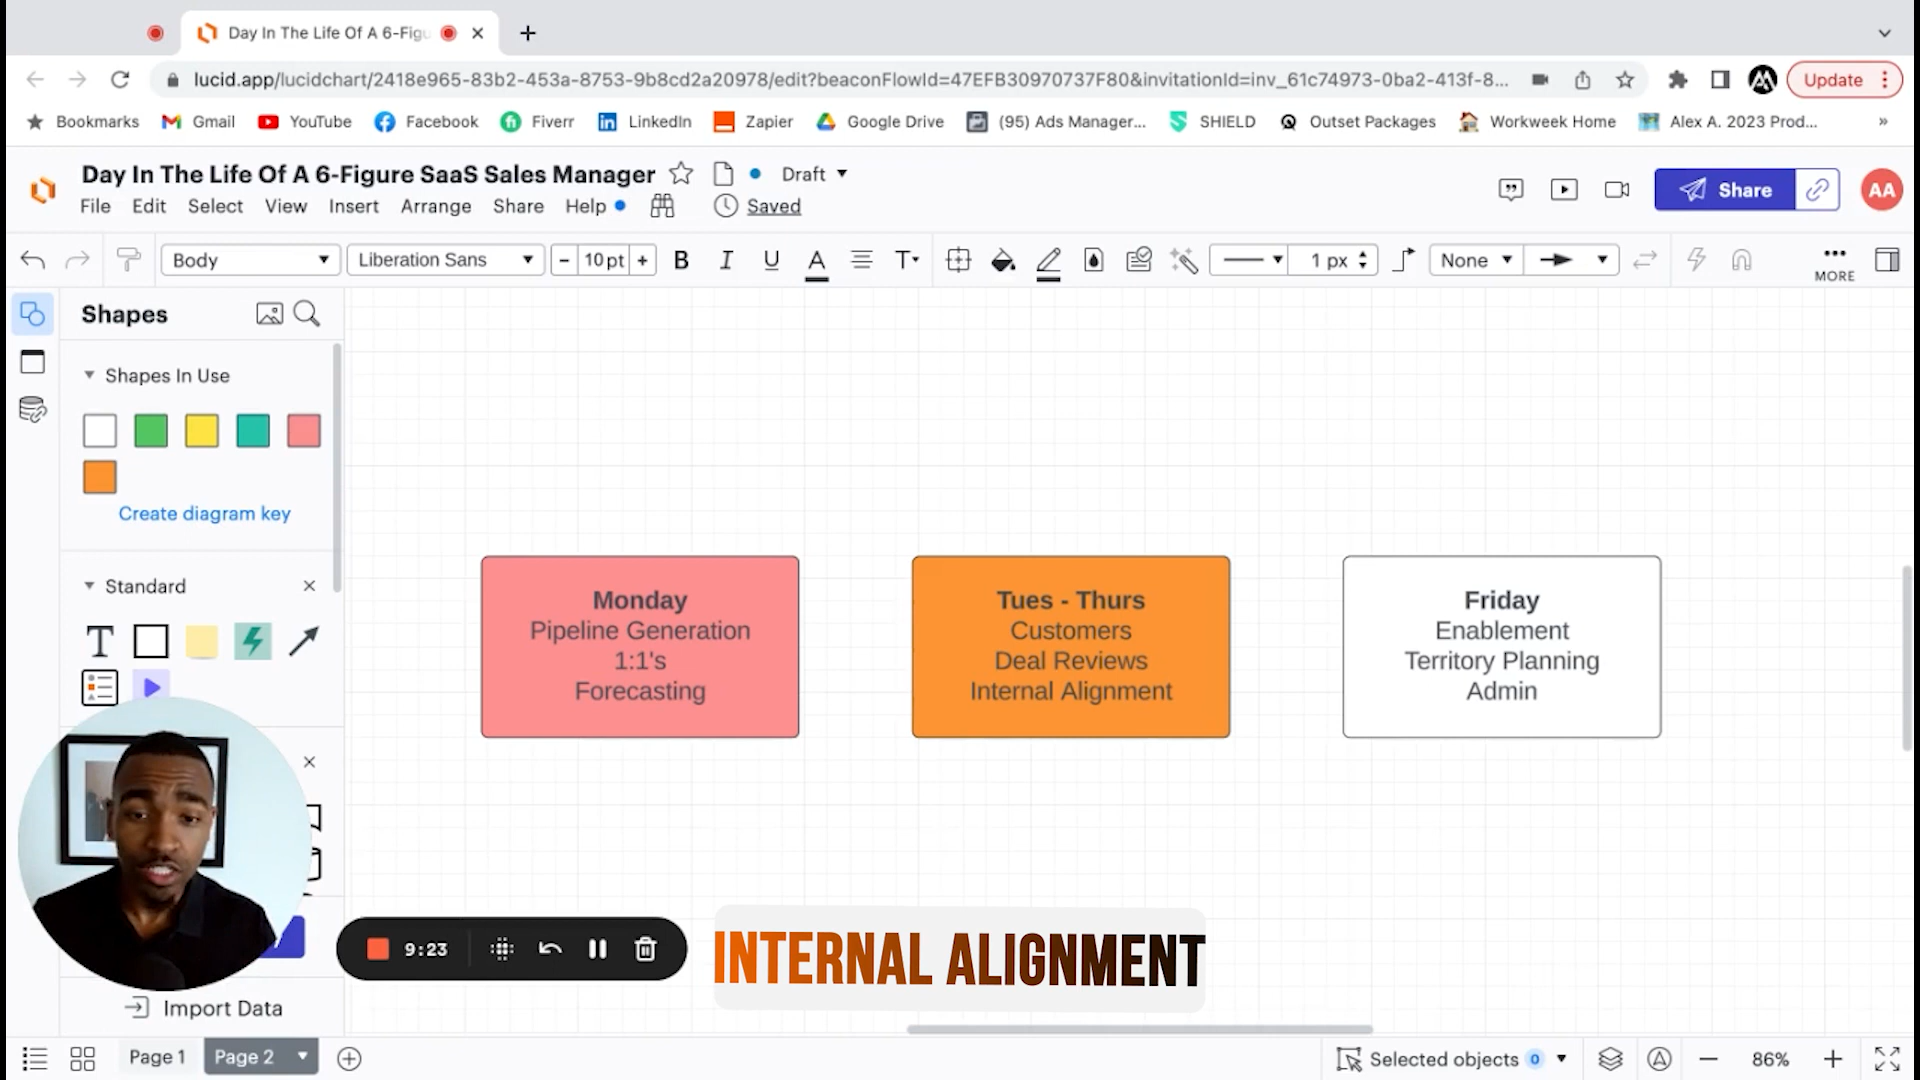 Day In The Life Of A 6-Figu
lucid.app/lucidchart/2418e965-83b2-453a-8753-9b8cd2a20978/edit?beaconFlowId=47EFB30970737F80&invitationId=inv_61c74973-0ba2-413f-8...
Update
Bookmarks Gmail YouTube Facebook Fiverr LinkedIn Zapier Google Drive (95) Ads Manager... SHIELD Outset Packages Workweek Home Alex A. 2023 Prod... »
Day In The Life Of A 6-Figure SaaS Sales Manager Draft
File Edit Select View Insert Arrange Share Help Saved
Share
AA
Body Liberation Sans - 10 pt + B I U A T 1 px None MORE
Shapes
Shapes In Use
Create diagram key
Standard
T
Monday
Pipeline Generation
1:1's
Forecasting
Tues - Thurs
Customers
Deal Reviews
Internal Alignment
Friday
Enablement
Territory Planning
Admin
9:23
INTERNAL ALIGNMENT
Import Data
Page 1 Page 2 Selected objects 0 86%